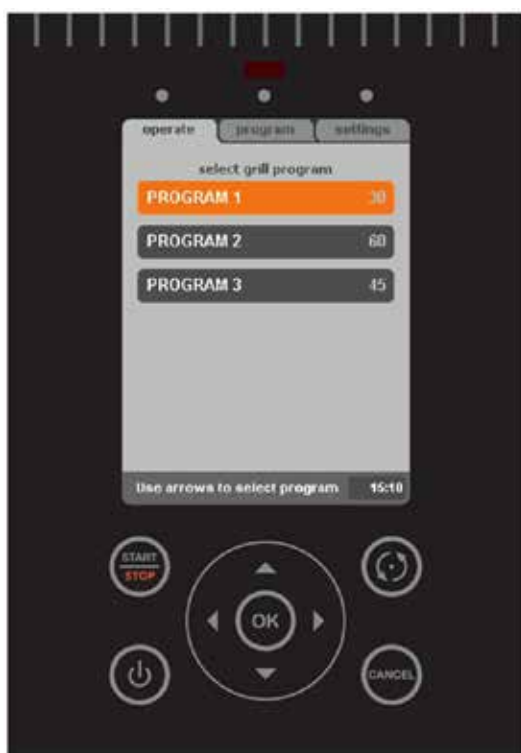 operate program settings
select grill program
PROGRAM 1 30
PROGRAM 2 60
PROGRAM 3 45
Use arrows to select program 15:10
START
STOP
OK
CANCEL